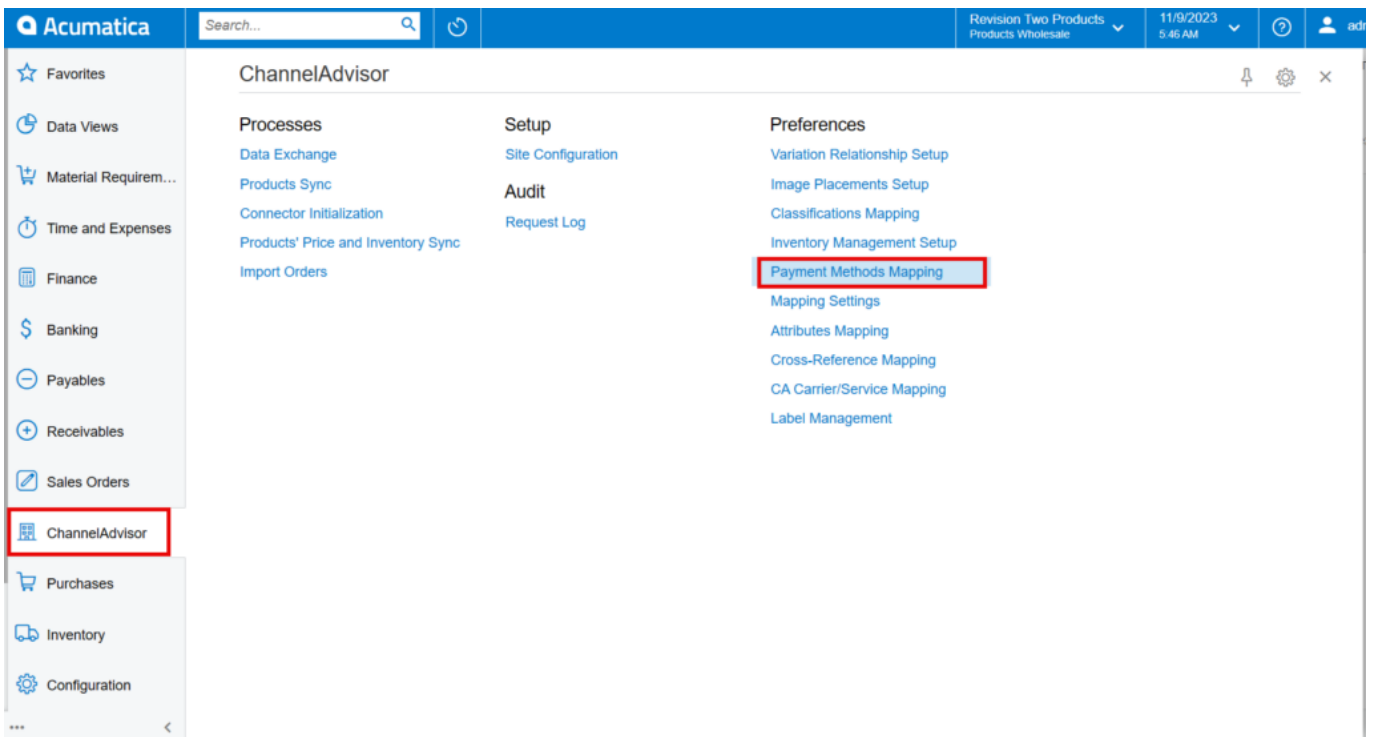 Acumatica
Search...
Revision Two Products
Products Wholesale
11/9/2023
5:46 AM
Favorites
Data Views
Material Requirem...
Time and Expenses
Finance
Banking
Payables
Receivables
Sales Orders
ChannelAdvisor
Purchases
Inventory
Configuration
ChannelAdvisor
Processes
Data Exchange
Products Sync
Connector Initialization
Products' Price and Inventory Sync
Import Orders
Setup
Site Configuration
Audit
Request Log
Preferences
Variation Relationship Setup
Image Placements Setup
Classifications Mapping
Inventory Management Setup
Payment Methods Mapping
Mapping Settings
Attributes Mapping
Cross-Reference Mapping
CA Carrier/Service Mapping
Label Management